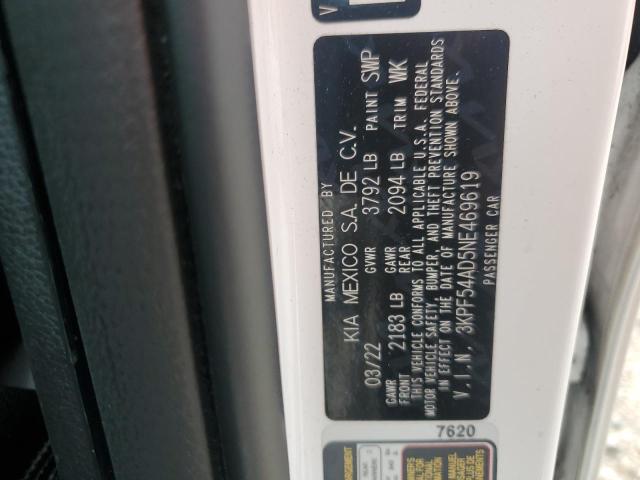 MANUFACTURED BY
KIA MEXICO S.A. DE C.V.
03/22 GVWR 3792 LB PAINT SWP
GAWR FRONT 2183 LB GAWR REAR 2094 LB TRIM WK
THIS VEHICLE CONFORMS TO ALL APPLICABLE U.S.A. FEDERAL
MOTOR VEHICLE SAFETY, BUMPER, AND THEFT PREVENTION STANDARDS
IN EFFECT ON THE DATE OF MANUFACTURE SHOWN ABOVE.
V.I.N. 3KPF54AD5NE469619
PASSENGER CAR
7620